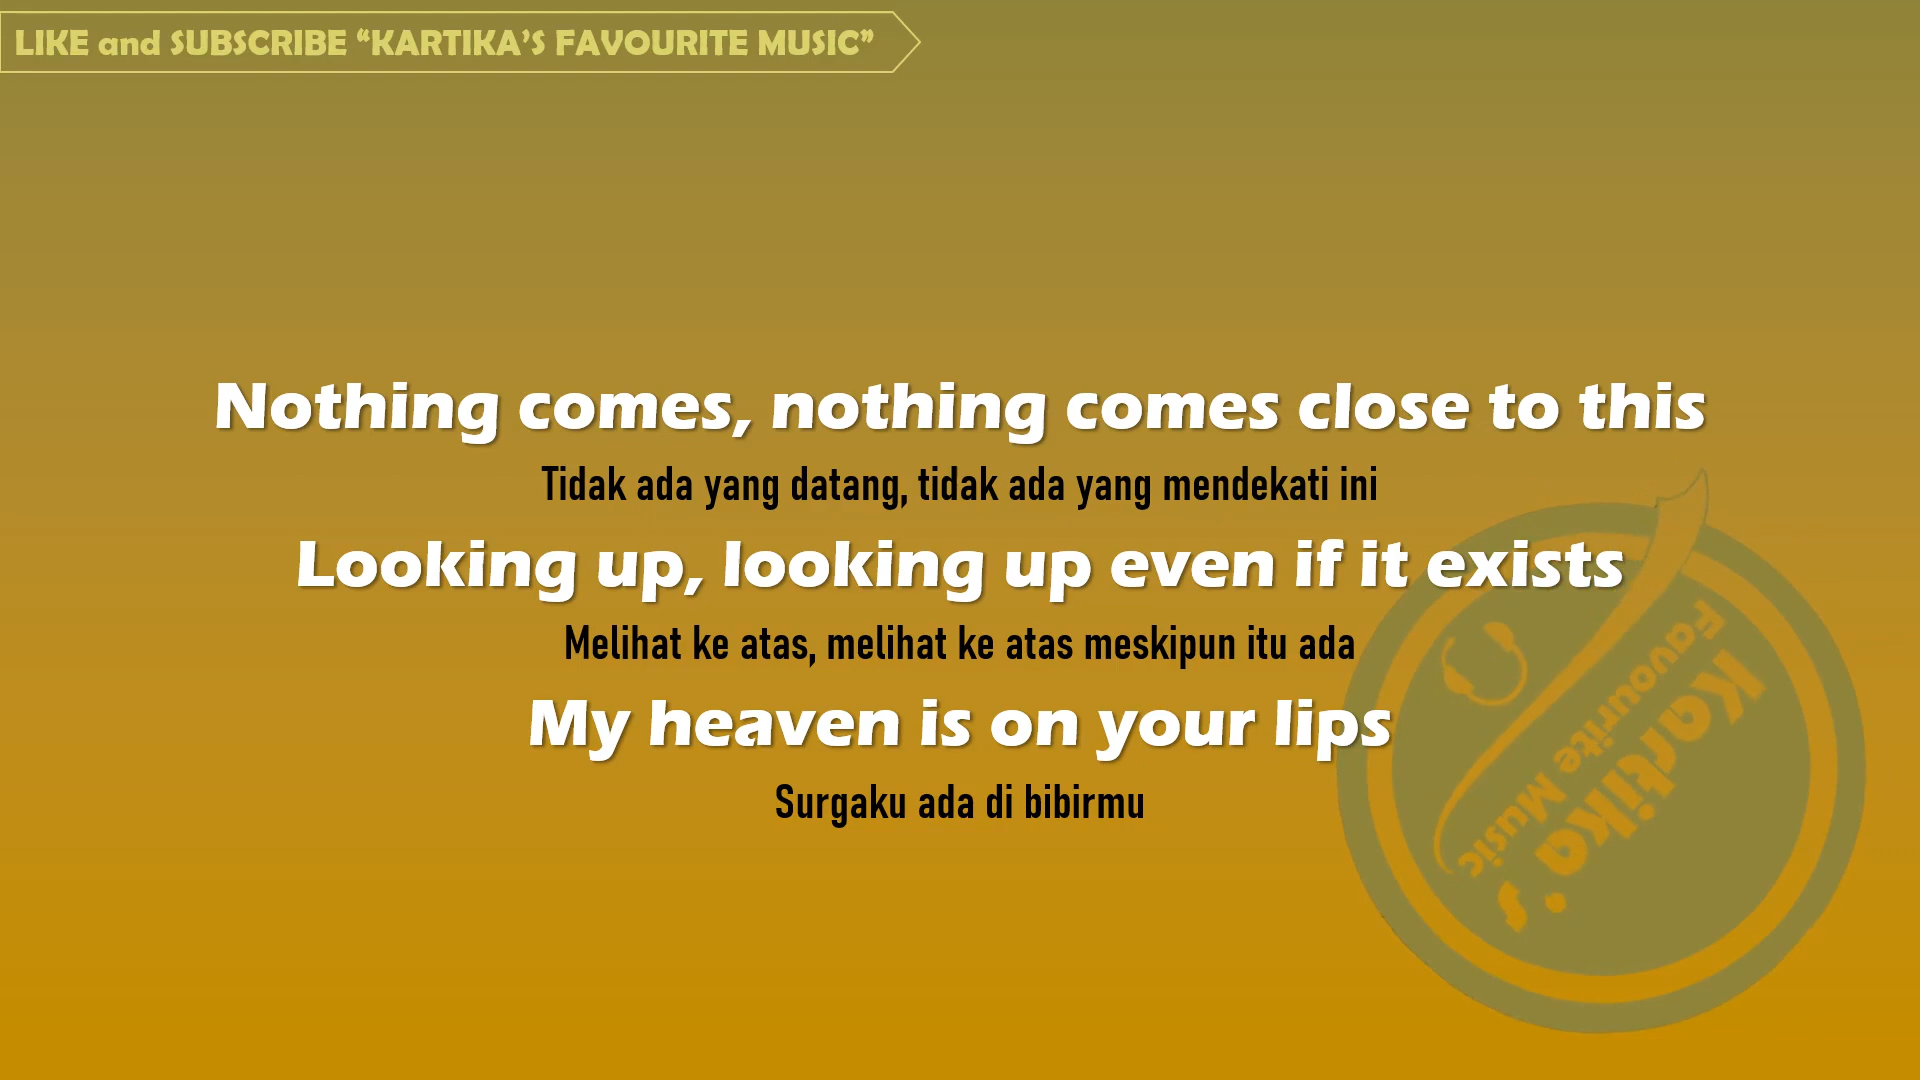 LIKE and SUBSCRIBE “KARTIKA’S FAVOURITE MUSIC”
Nothing comes, nothing comes close to this
Tidak ada yang datang, tidak ada yang mendekati ini
Looking up, looking up even if it exists
Melihat ke atas, melihat ke atas meskipun itu ada
My heaven is on your lips
Surgaku ada di bibirmu
Kartika's
Favourite Music